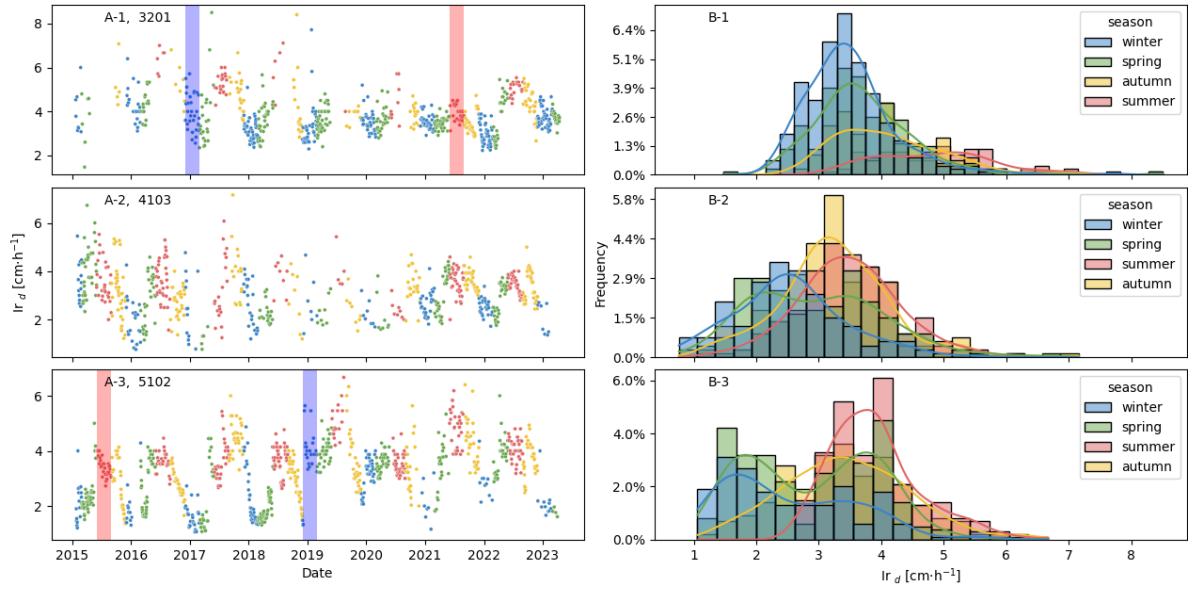 A-1, 3201
8
6
4
2
B-1
6.4%
5.1%
3.9%
2.6%
1.3%
0.0%
season
winter
spring
autumn
summer
A-2, 4103
6
4
2
Ir d [cm·h⁻¹]
B-2
5.8%
4.4%
2.9%
1.5%
0.0%
Frequency
season
winter
spring
summer
autumn
A-3, 5102
6
4
2
2015 2016 2017 2018 2019 2020 2021 2022 2023
Date
B-3
6.0%
4.0%
2.0%
0.0%
season
winter
spring
summer
autumn
1 2 3 4 5 6 7 8
Ir d [cm·h⁻¹]